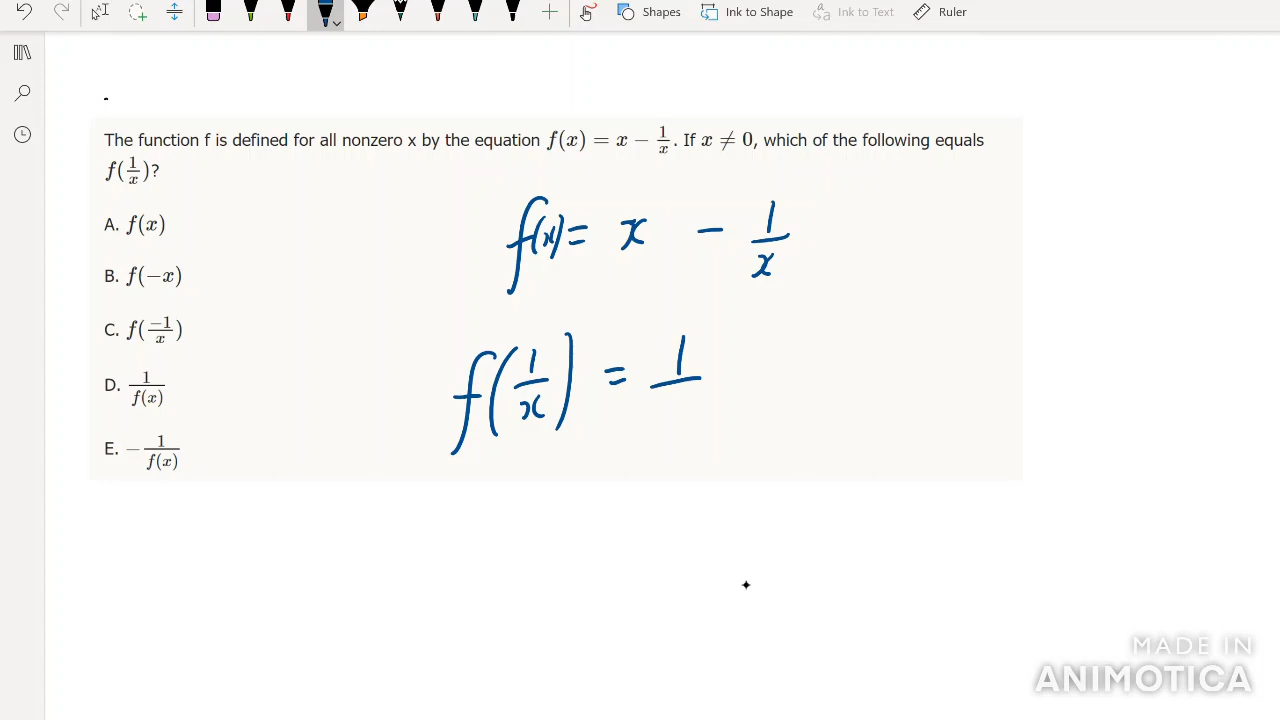 Shapes Ink to Shape Ink to Text Ruler
The function f is defined for all nonzero x by the equation f(x) = x − 1/x. If x ≠ 0, which of the following equals
f(1/x)?
A. f(x)
B. f(−x)
C. f(−1/x)
D. 1/f(x)
E. −1/f(x)
f(x) = x − 1/x
f(1/x) = 1
MADE IN
ANIMOTICA